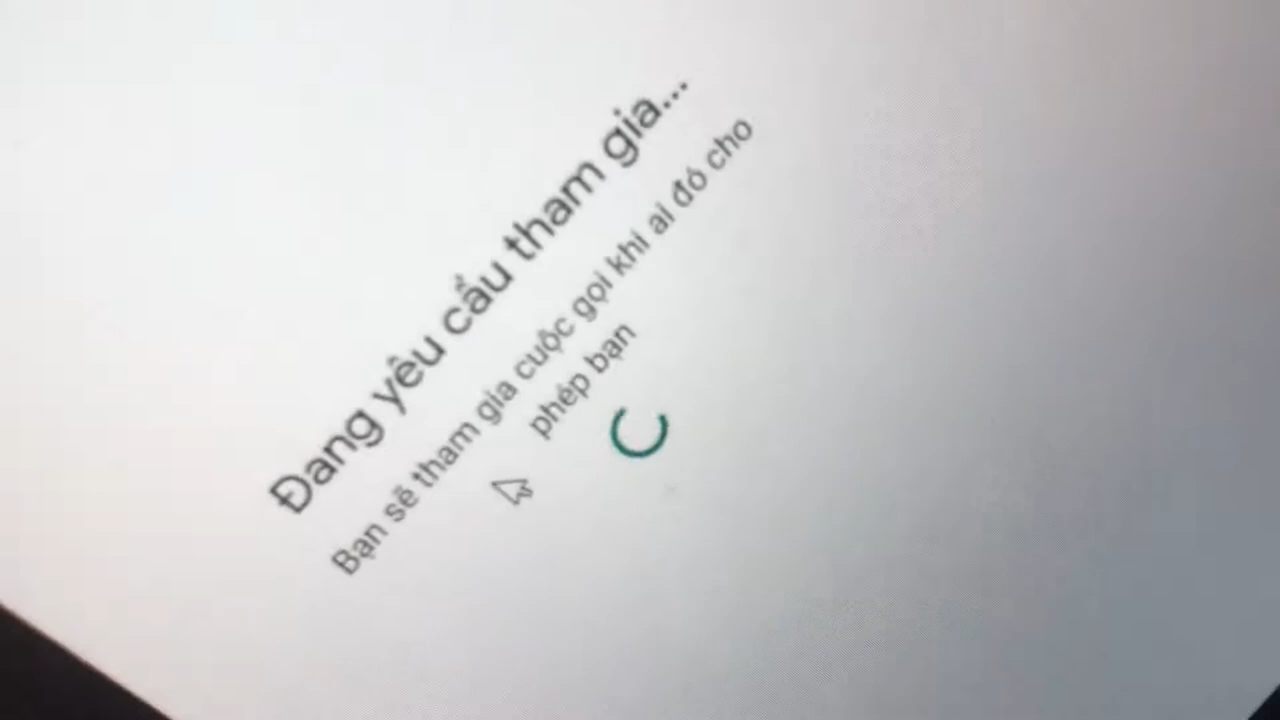 Đang yêu cầu tham gia...
Bạn sẽ tham gia cuộc gọi khi ai đó cho
phép bạn